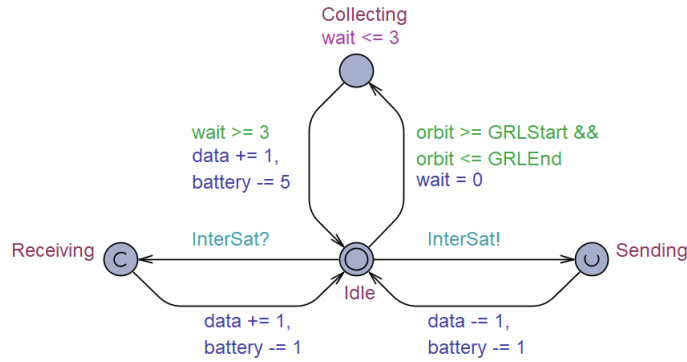 Collecting
wait <= 3
wait >= 3
data += 1,
battery -= 5
orbit >= GRLStart &&
orbit <= GRLEnd
wait = 0
Receiving
InterSat?
InterSat!
Sending
Idle
data += 1,
battery -= 1
data -= 1,
battery -= 1